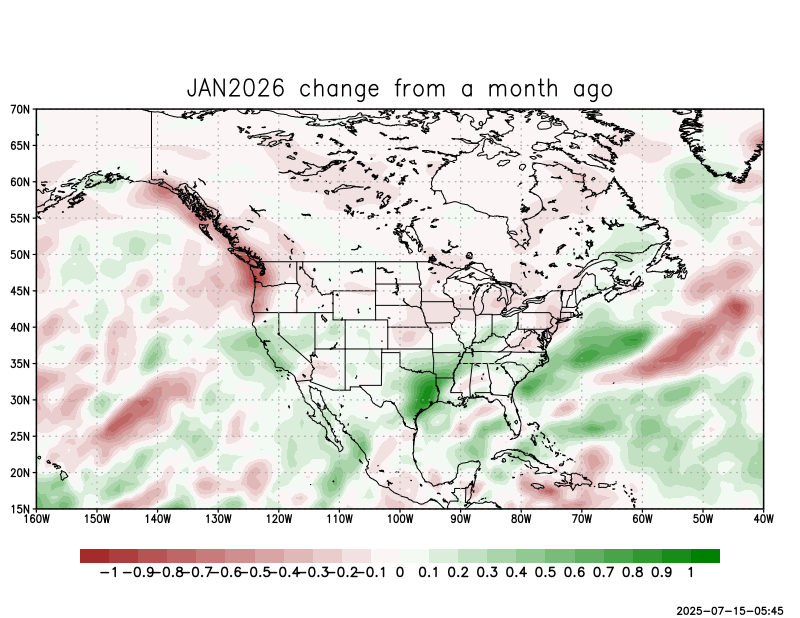 JAN2026 change from a month ago
70N
65N
60N
55N
50N
45N
40N
35N
30N
25N
20N
15N
160W 150W 140W 130W 120W 110W 100W 90W 80W 70W 60W 50W 40W
−1 −0.9 −0.8 −0.7 −0.6 −0.5 −0.4 −0.3 −0.2 −0.1 0 0.1 0.2 0.3 0.4 0.5 0.6 0.7 0.8 0.9 1
2025-07-15-05:45